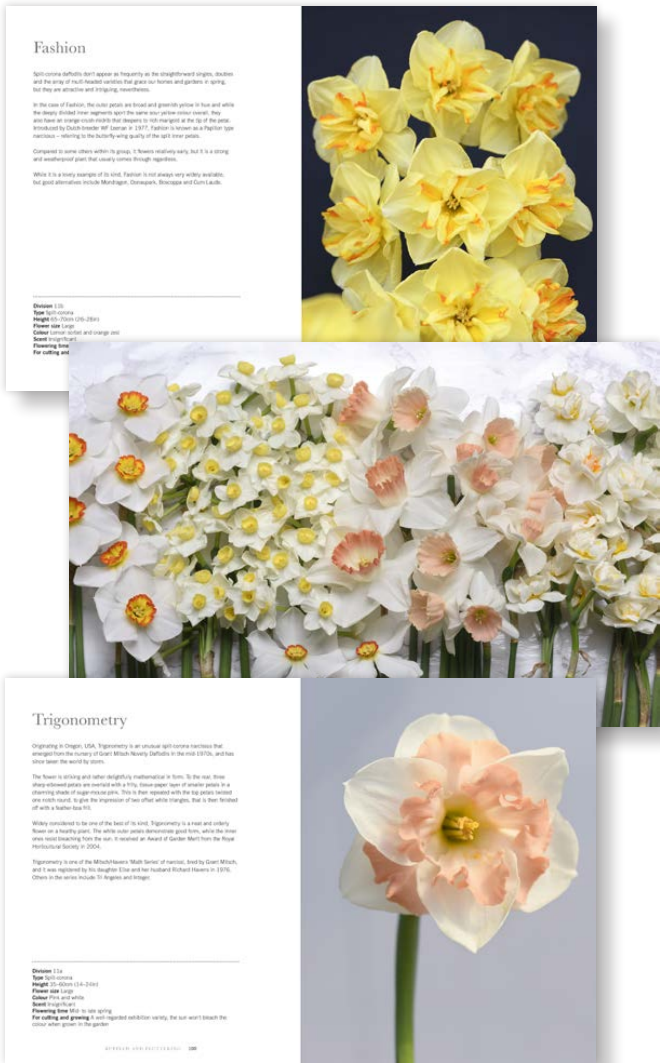 Fashion
Split-corona daffodils don't appear as frequently as the straightforward singles, doubles
and the array of multi-headed varieties that grace our homes and gardens in spring,
but they are attractive and intriguing, nevertheless.
In the case of Fashion, the outer petals are broad and greenish yellow in hue and while
the deeply divided inner segments sport the same sour-yellow colour overall, they
also have an orange-crush midrib that deepens to rich marigold at the tip of the petal.
Introduced by Dutch breeder WF Leenen in 1977, Fashion is known as a Papillon type
narcissus – referring to the butterfly-wing quality of the split inner petals.
Compared to some others within its group, it flowers relatively early, but it is a strong
and weatherproof plant that usually comes through regardless.
While it is a lovely example of its kind, Fashion is not always very widely available,
but good alternatives include Mondragon, Dolnapark, Boscoppa and Cum Laude.
Division 11b
Type Split-corona
Height 65–70cm (26–28in)
Flower size Large
Colour Lemon sorbet and orange zest
Scent Insignificant
Flowering time
For cutting and
Trigonometry
Originating in Oregon, USA, Trigonometry is an unusual split-corona narcissus that
emerged from the nursery of Grant Mitsch Novelty Daffodils in the mid-1970s, and has
since taken the world by storm.
The flower is striking and rather delightfully mathematical in form. To the rear, three
sharp-elbowed petals are overlaid with a frilly, tissue-paper layer of smaller petals in a
charming shade of sugar-mouse pink. This is then repeated with the top petals twisted
one notch round, to give the impression of two offset white triangles, that is then finished
off with a feather-boa frill.
Widely considered to be one of the best of its kind, Trigonometry is a neat and orderly
flower on a healthy plant. The white outer petals demonstrate good form, while the inner
ones resist bleaching from the sun. It received an Award of Garden Merit from the Royal
Horticultural Society in 2004.
Trigonometry is one of the Mitsch/Havens 'Math Series' of narcissi, bred by Grant Mitsch,
and it was registered by his daughter Elise and her husband Richard Havens in 1976.
Others in the series include Tri Angles and Integer.
Division 11a
Type Split-corona
Height 35–60cm (14–24in)
Flower size Large
Colour Pink and white
Scent Insignificant
Flowering time Mid- to late spring
For cutting and growing A well-regarded exhibition variety, the sun won't bleach the
colour when grown in the garden